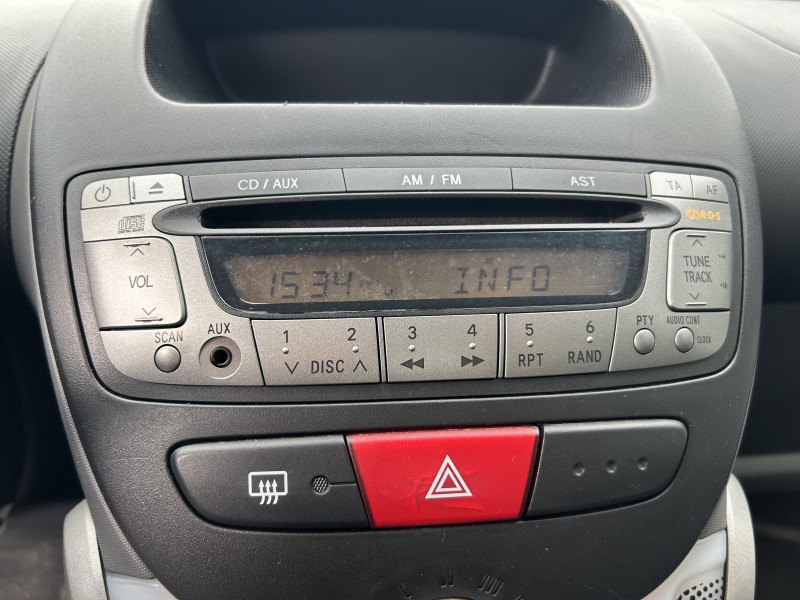 CD / AUX AM / FM AST TA AF
disc R·D·S
VOL 1534 INFO TUNE TRACK
SCAN AUX 1 2 3 4 5 6 PTY AUDIO CONT
DISC RPT RAND CLOCK